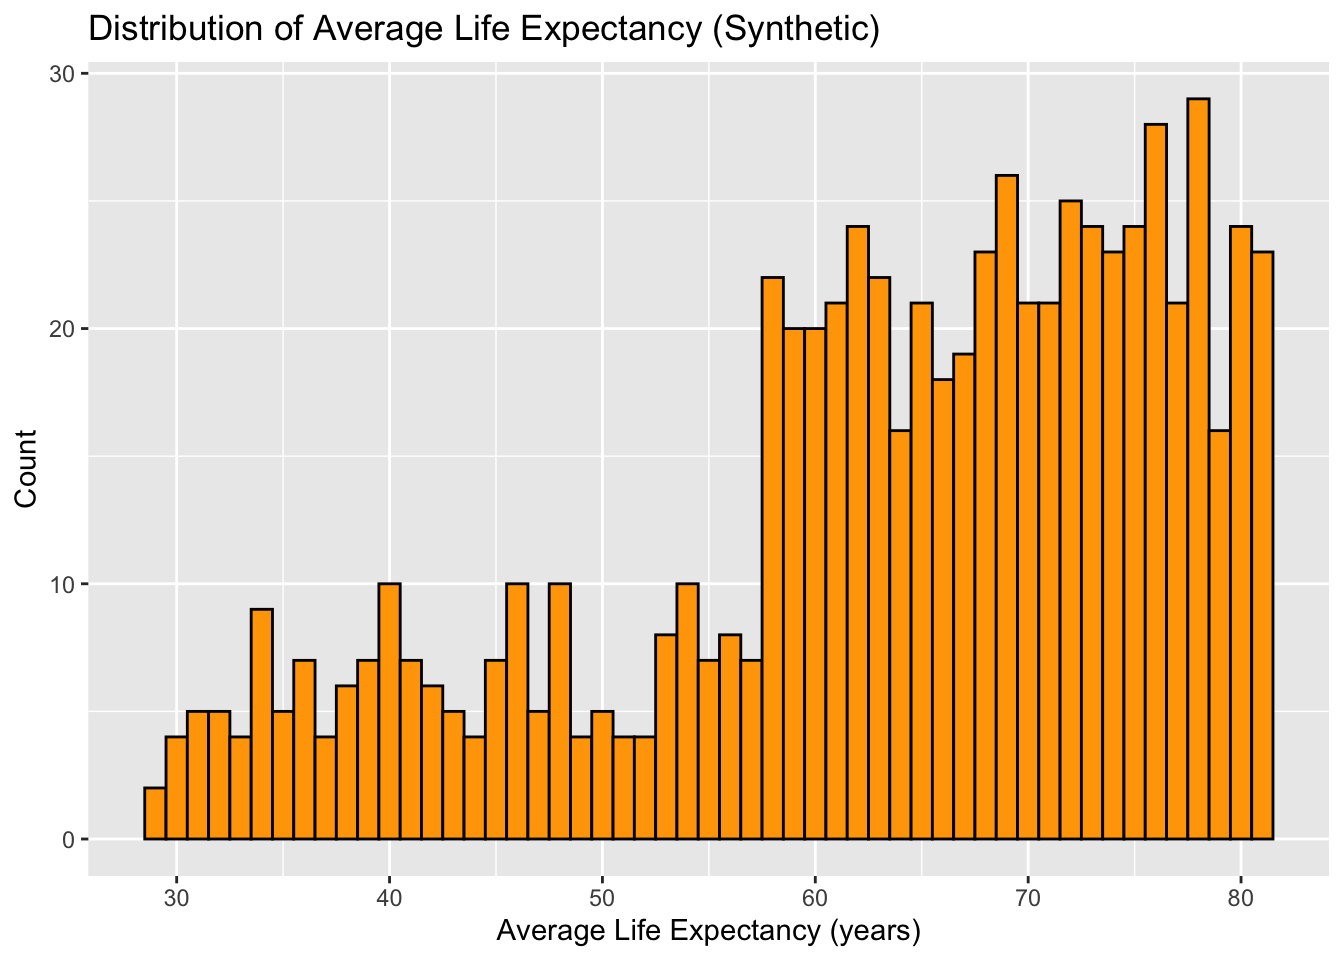 Distribution of Average Life Expectancy (Synthetic)
30
20
10
0
Count
30 40 50 60 70 80
Average Life Expectancy (years)